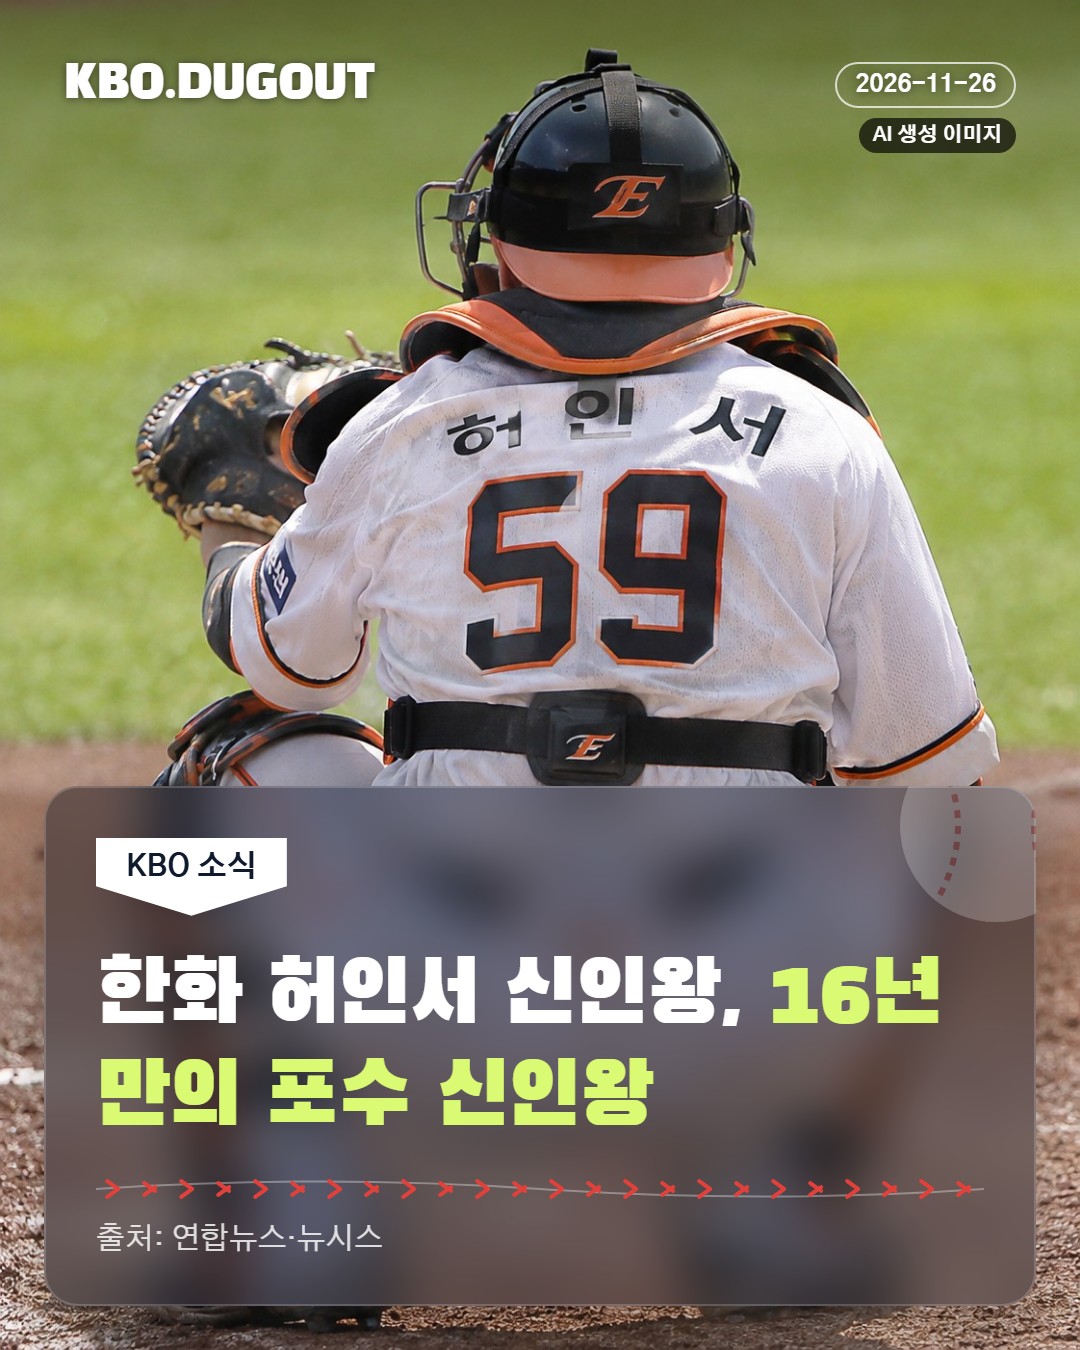 KBO.DUGOUT
2026-11-26
AI 생성 이미지
E
허인서
59
E
KBO 소식
한화 허인서 신인왕, 16년
만의 포수 신인왕
출처: 연합뉴스·뉴시스